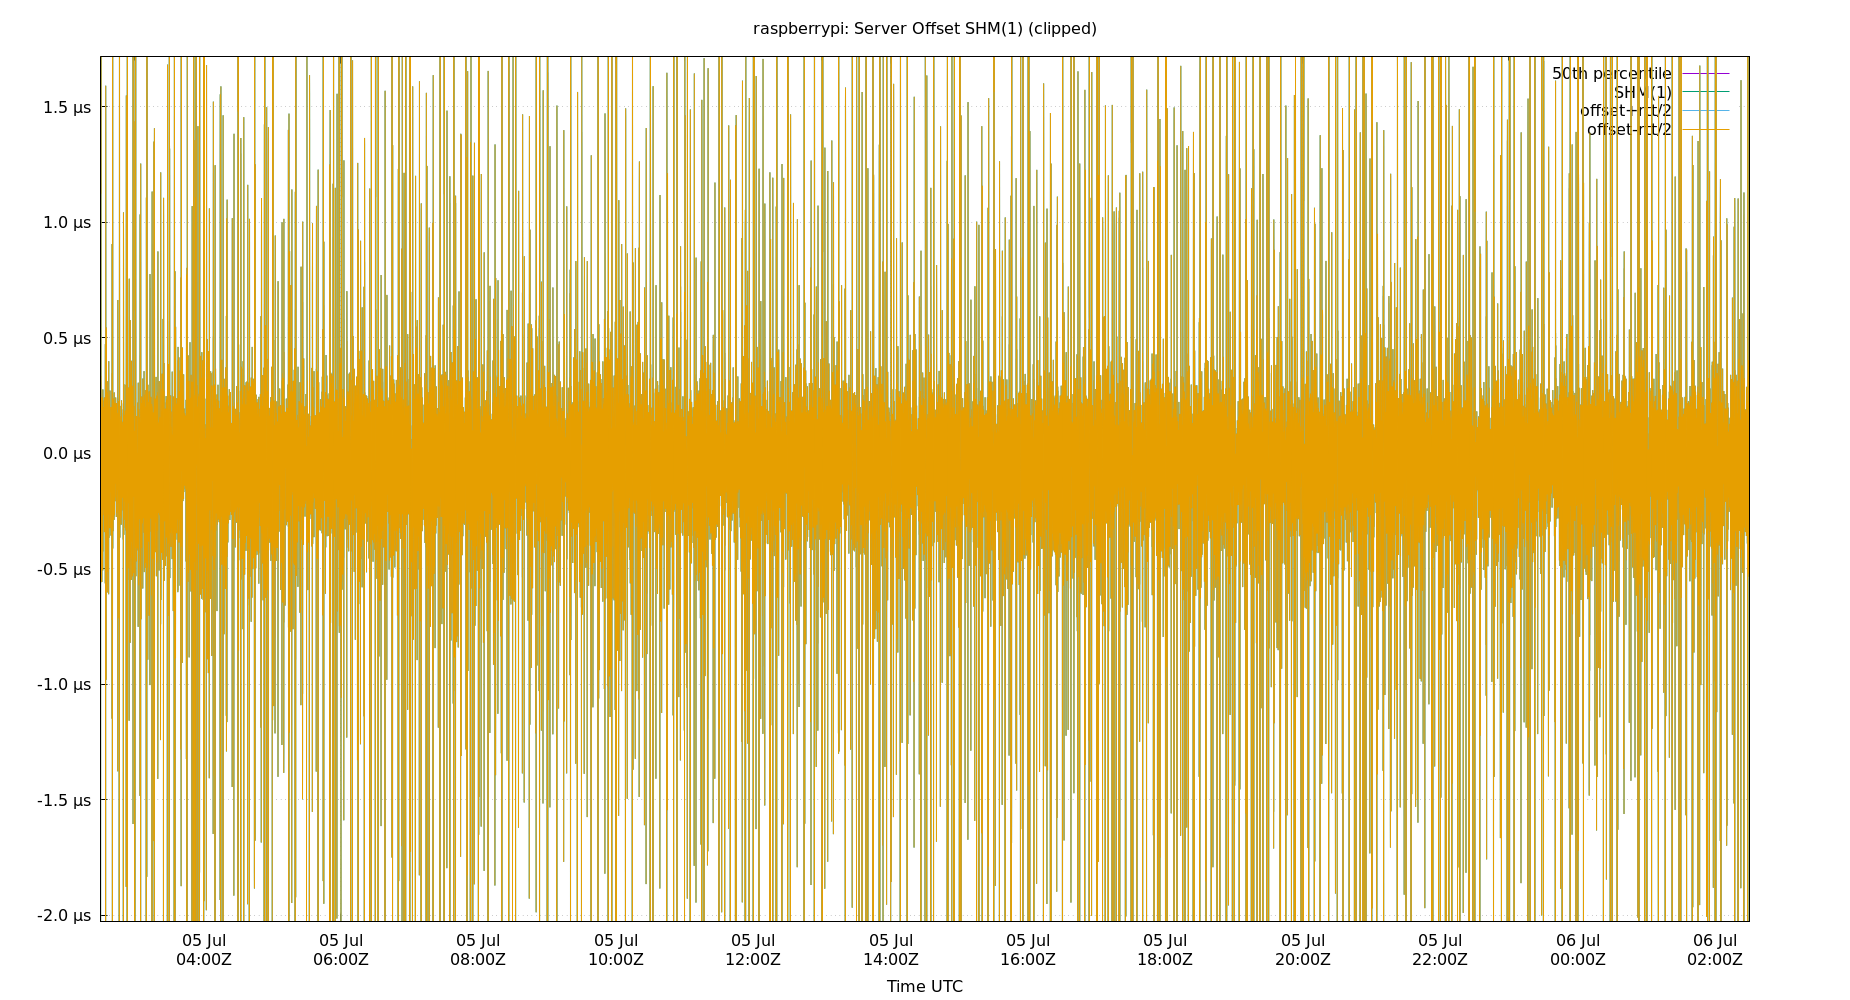 raspberrypi: Server Offset SHM(1) (clipped)
50th percentile
SHM(1)
offset+rtt/2
offset-rtt/2
1.5 µs
1.0 µs
0.5 µs
0.0 µs
-0.5 µs
-1.0 µs
-1.5 µs
-2.0 µs
05 Jul 05 Jul 05 Jul 05 Jul 05 Jul 05 Jul 05 Jul 05 Jul 05 Jul 05 Jul 06 Jul 06 Jul
04:00Z 06:00Z 08:00Z 10:00Z 12:00Z 14:00Z 16:00Z 18:00Z 20:00Z 22:00Z 00:00Z 02:00Z
Time UTC